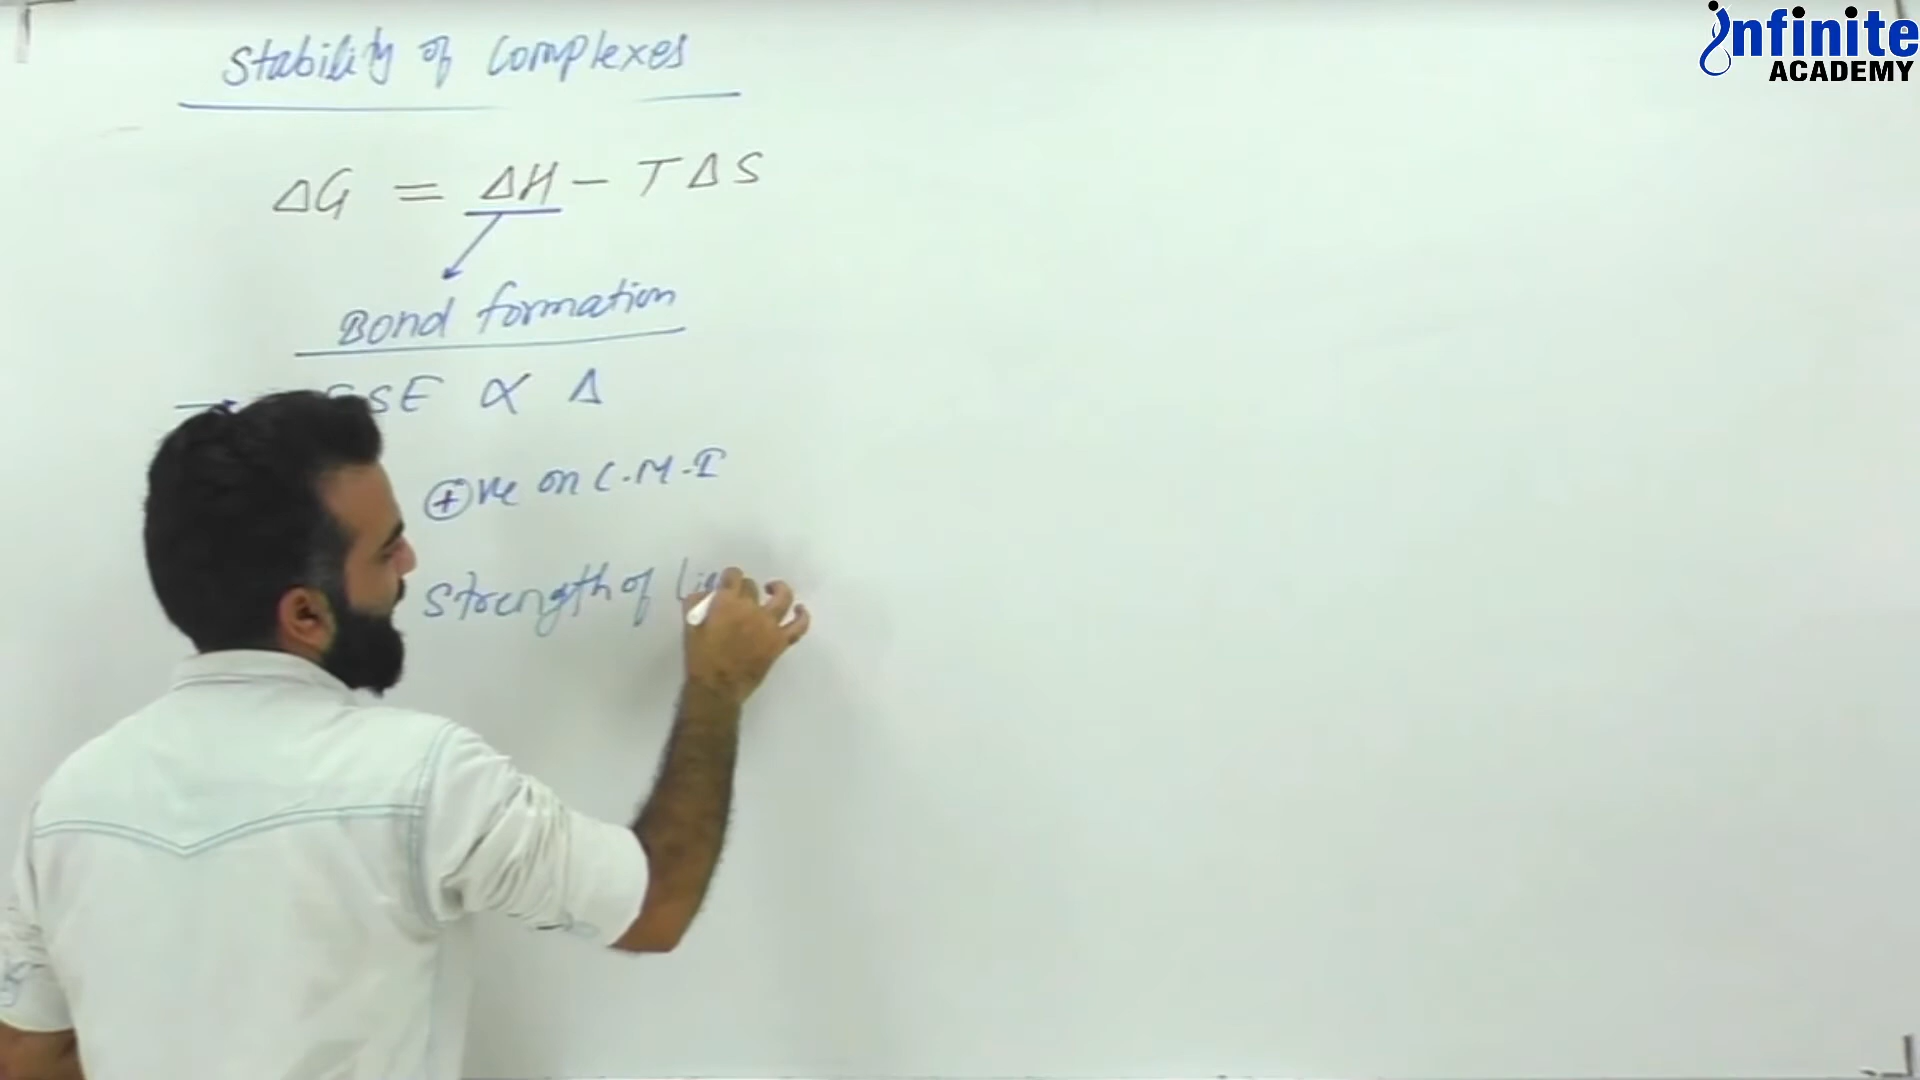 infinite
ACADEMY
Stability of complexes
ΔG = ΔH - TΔS
Bond formation
→ SE ∝ Δ
⊕ve on C.M.I
Strength of